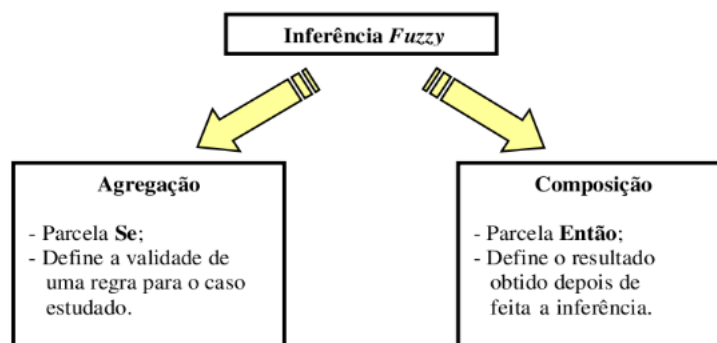 Inferência Fuzzy
Agregação
- Parcela Se;
- Define a validade de
uma regra para o caso
estudado.
Composição
- Parcela Então;
- Define o resultado
obtido depois de
feita a inferência.